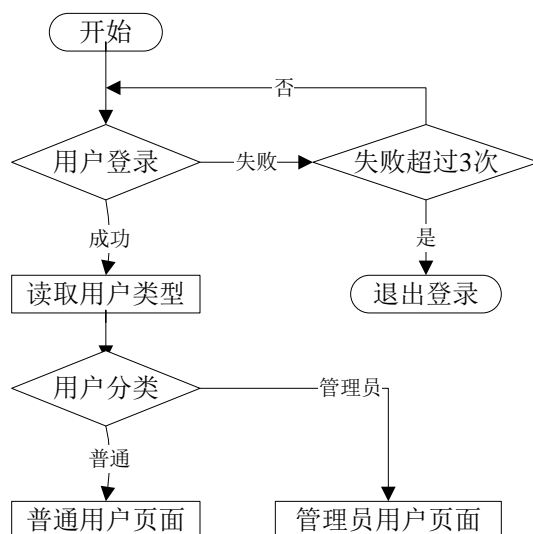 开始
否
用户登录
失败
失败超过3次
成功
是
读取用户类型
退出登录
用户分类
管理员
普通
普通用户页面
管理员用户页面